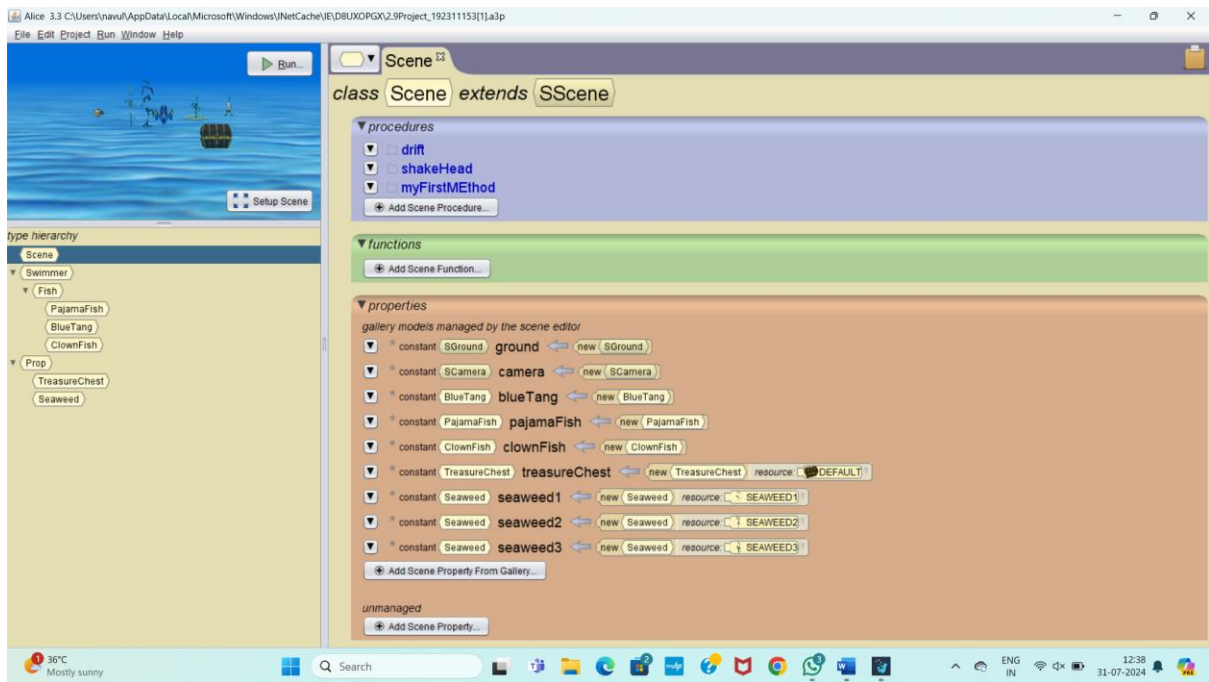 Alice 3.3 C:\Users\navul\AppData\Local\Microsoft\Windows\INetCache\IE\D8UXOPGX\2.9Project_192311153[1].a3p
File Edit Project Run Window Help
Run...
Setup Scene
type hierarchy
Scene
Swimmer
Fish
PajamaFish
BlueTang
ClownFish
Prop
TreasureChest
Seaweed
Scene
class Scene extends SScene
procedures
drift
shakeHead
myFirstMEthod
Add Scene Procedure...
functions
Add Scene Function...
properties
gallery models managed by the scene editor
constant SGround ground new SGround
constant SCamera camera new SCamera
constant BlueTang blueTang new BlueTang
constant PajamaFish pajamaFish new PajamaFish
constant ClownFish clownFish new ClownFish
constant TreasureChest treasureChest new TreasureChest resource: DEFAULT
constant Seaweed seaweed1 new Seaweed resource: SEAWEED1
constant Seaweed seaweed2 new Seaweed resource: SEAWEED2
constant Seaweed seaweed3 new Seaweed resource: SEAWEED3
Add Scene Property From Gallery...
unmanaged
Add Scene Property...
1
36°C
Mostly sunny
Search
2
3
ENG
IN
12:38
31-07-2024